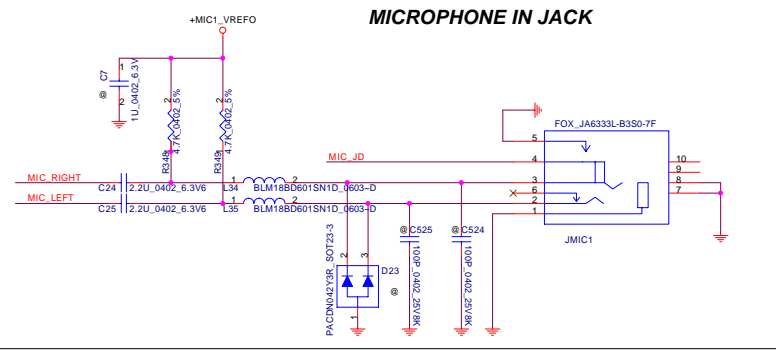 MICROPHONE IN JACK
+MIC1_VREFO
1
C7
@
2
1U_0402_6.3V
2
R348
4.7K_0402_5%
2
R349
4.7K_0402_5%
FOX_JA6333L-B3S0-7F
5
MIC_JD
4
10
9
MIC_RIGHT
1
2
3
8
C24
2.2U_0402_6.3V6
L34
BLM18BD601SN1D_0603~D
6
7
MIC_LEFT
1
2
2
C25
2.2U_0402_6.3V6
L35
BLM18BD601SN1D_0603~D
1
@
C525
@
C524
JMIC1
100P_0402_25V8K
100P_0402_25V8K
2
3
D23
@
PACDN042Y3R_SOT23-3
1